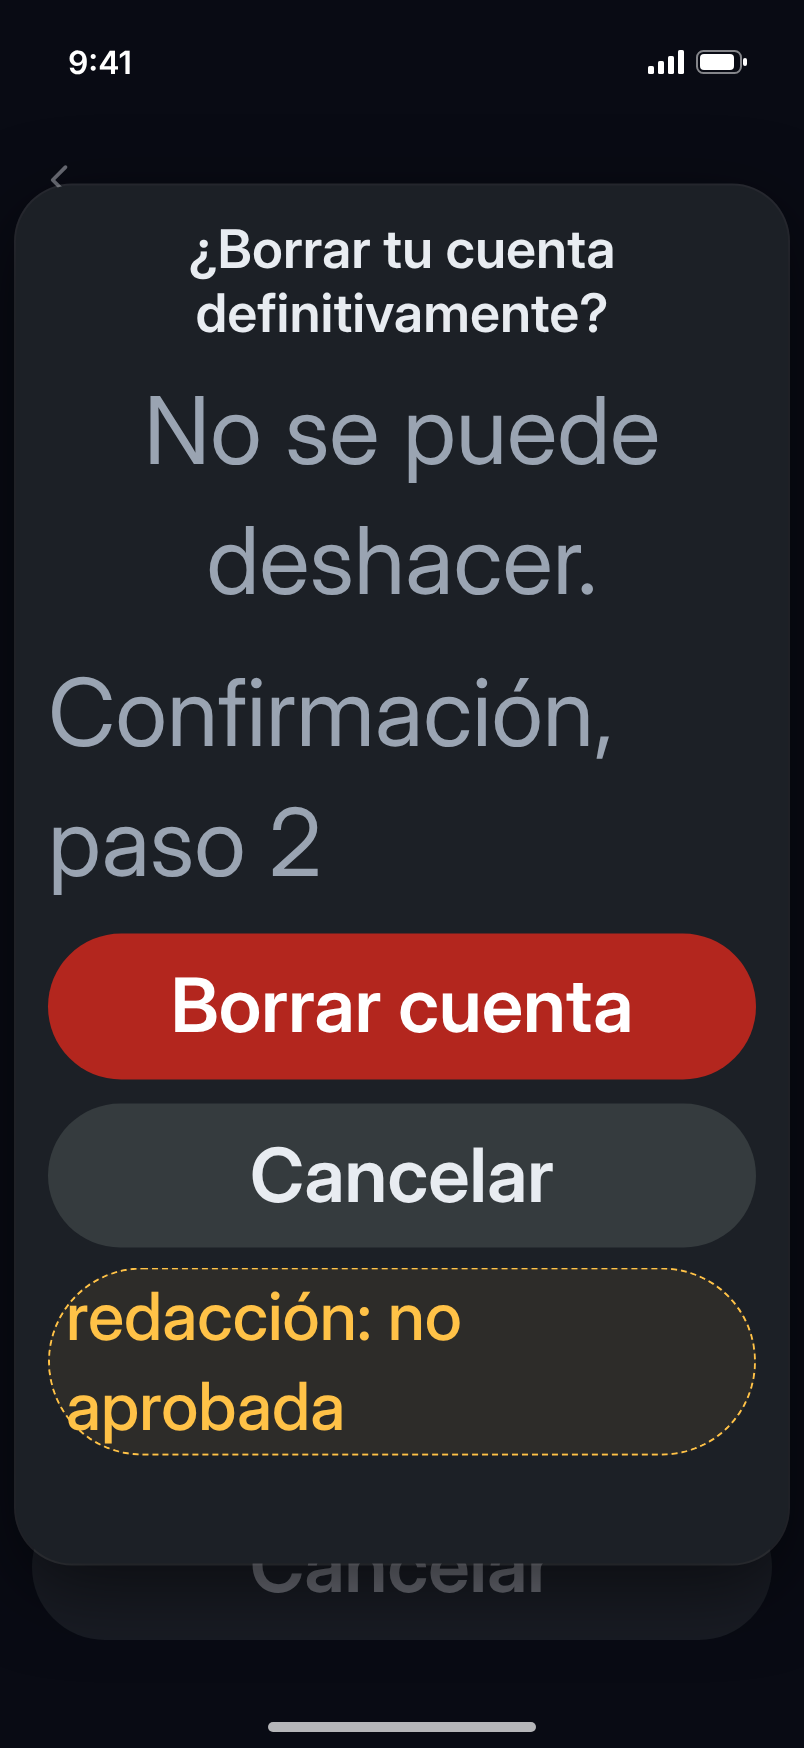 9:41
¿Borrar tu cuenta
definitivamente?
No se puede
deshacer.
Confirmación,
paso 2
Borrar cuenta
Cancelar
redacción: no
aprobada
Cancelar